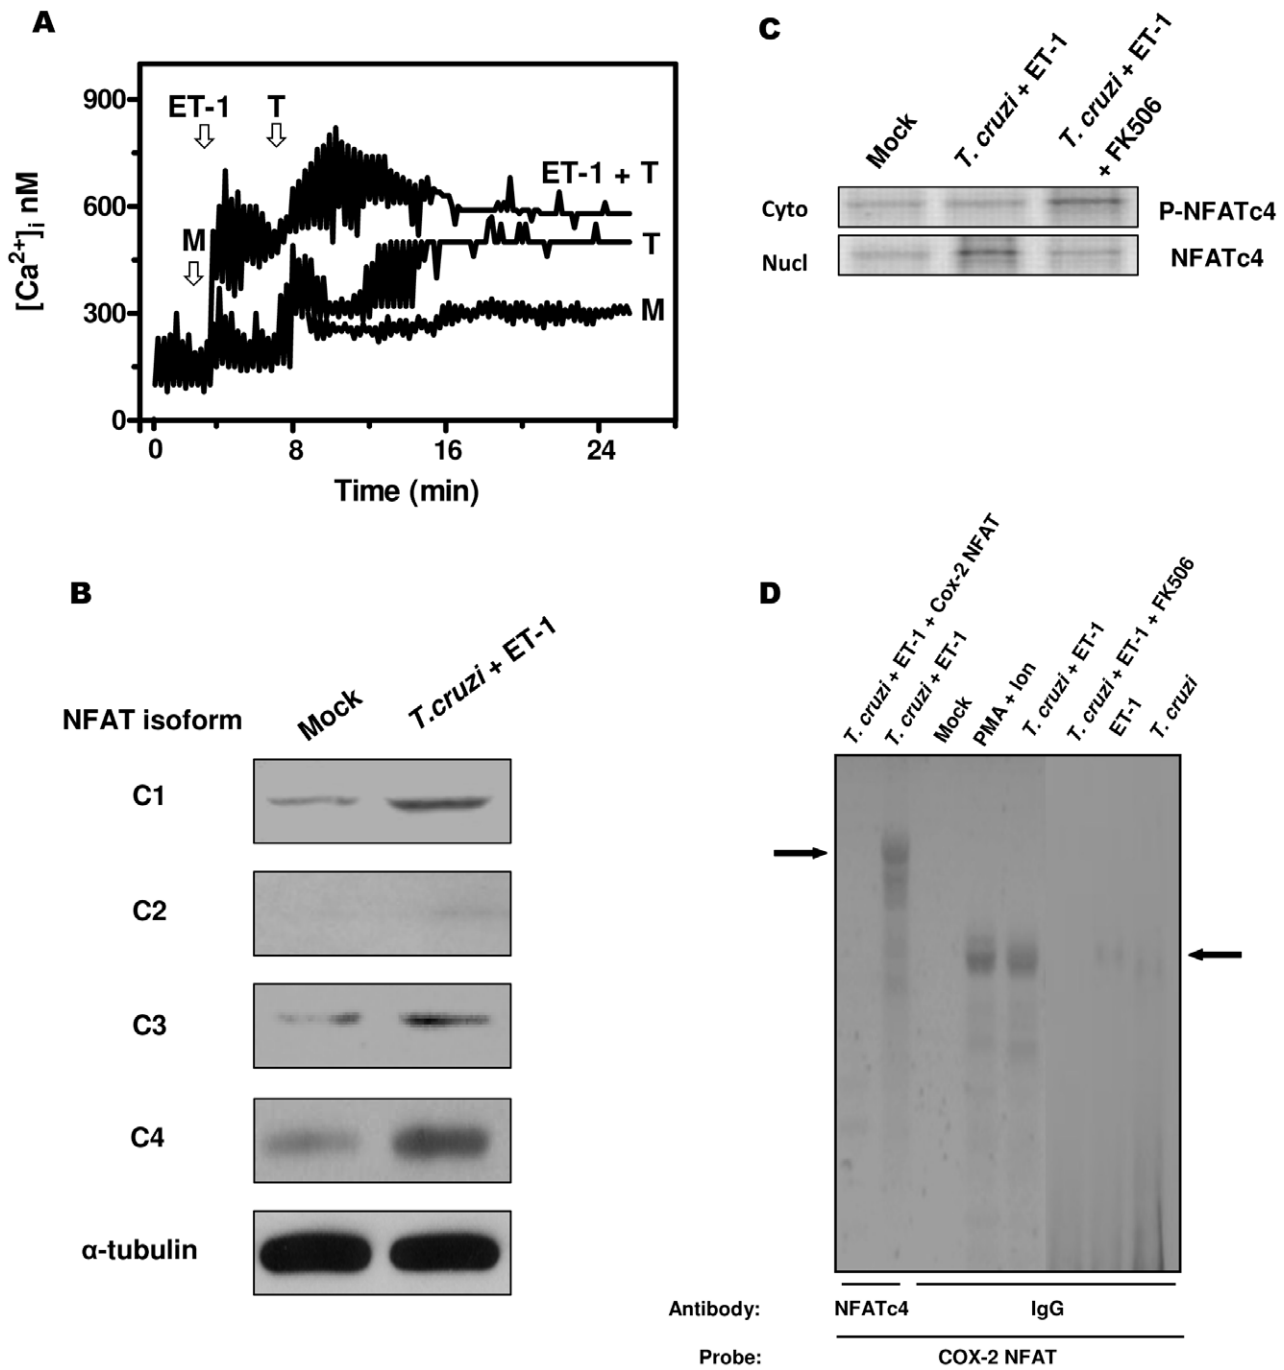 A
900
600
300
0
[Ca2+]i nM
ET-1
T
M
ET-1 + T
T
M
0
8
16
24
Time (min)
B
NFAT isoform
Mock
T.cruzi + ET-1
C1
C2
C3
C4
α-tubulin
C
Mock
T. cruzi + ET-1
T. cruzi + ET-1
+ FK506
Cyto
P-NFATc4
Nucl
NFATc4
D
T. cruzi + ET-1 + Cox-2 NFAT
T. cruzi + ET-1
Mock
PMA + Ion
T. cruzi + ET-1
T. cruzi + ET-1 + FK506
ET-1
T. cruzi
Antibody:
NFATc4
IgG
Probe:
COX-2 NFAT